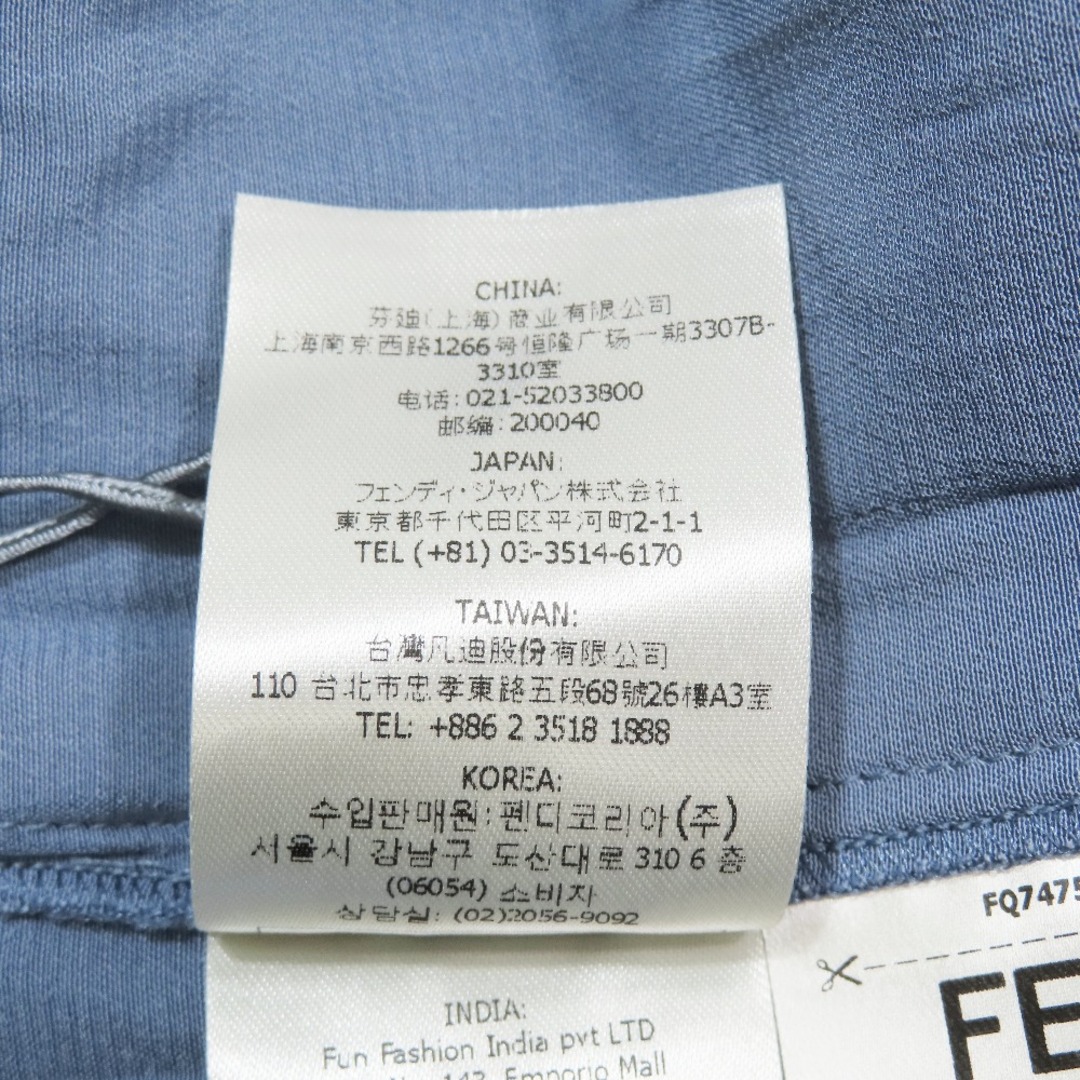 CHINA:
芬迪(上海)商业有限公司
上海南京西路1266号恒隆广场一期3307B-
3310室
电话:021-52033800
邮编:200040
JAPAN:
フェンディ・ジャパン株式会社
東京都千代田区平河町2-1-1
TEL (+81) 03-3514-6170
TAIWAN:
台灣凡迪股份有限公司
110 台北市忠孝東路五段68號26樓A3室
TEL: +886 2 3518 1888
KOREA:
수입판매원:펜디코리아(주)
서울시 강남구 도산대로 310 6 층
(06054) 소비자
상담실: (02)2056-9092
INDIA:
Fun Fashion India pvt LTD
No. 143, Emporio Mall
FQ7475
FE